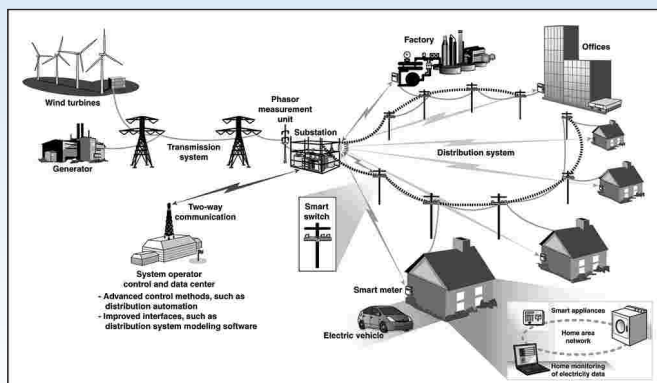 Factory
Offices
Wind turbines
Phasor
measurement
unit
Substation
Generator
Transmission
system
Distribution system
Two-way
communication
Smart
switch
System operator
control and data center
- Advanced control methods, such as
distribution automation
- Improved interfaces, such as
distribution system modeling software
Smart meter
Electric vehicle
Smart appliances
Home area
network
Home monitoring
of electricity data